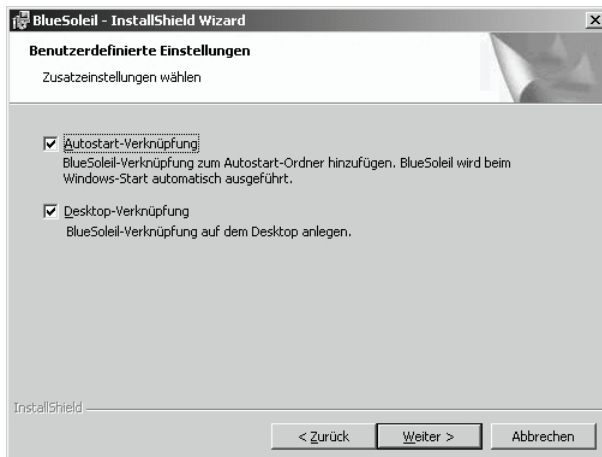 BlueSoleil - InstallShield Wizard
Benutzerdefinierte Einstellungen
Zusatzeinstellungen wählen
Autostart-Verknüpfung
BlueSoleil-Verknüpfung zum Autostart-Ordner hinzufügen. BlueSoleil wird beim
Windows-Start automatisch ausgeführt.
Desktop-Verknüpfung
BlueSoleil-Verknüpfung auf dem Desktop anlegen.
InstallShield
< Zurück Weiter > Abbrechen